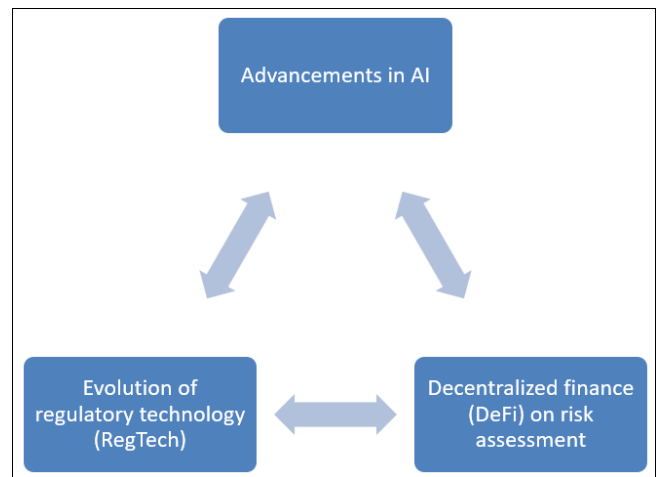 Advancements in AI
Evolution of
regulatory technology
(RegTech)
Decentralized finance
(DeFi) on risk
assessment